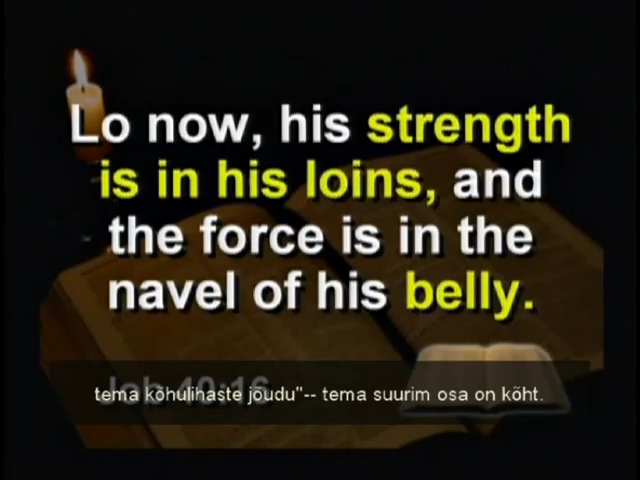 Lo now, his strength
is in his loins, and
the force is in the
navel of his belly.
Job 40:16
tema kõhulihaste jõudu"-- tema suurim osa on kõht.